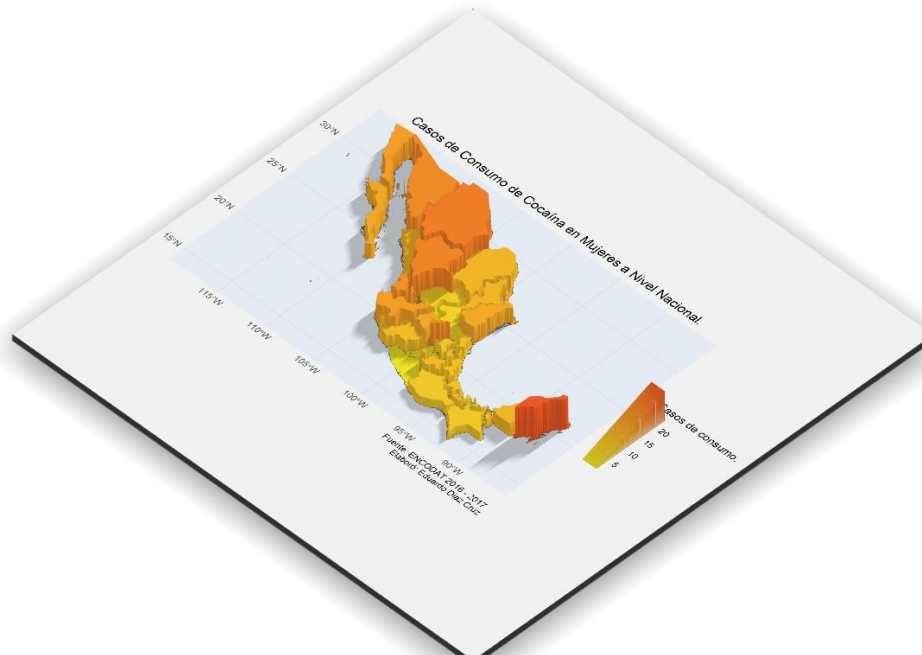 Casos de Consumo de Cocaína en Mujeres a Nivel Nacional.
30°N
25°N
20°N
15°N
115°W
110°W
105°W
100°W
95°W
90°W
Casos de consumo.
20
15
10
5
Fuente: ENCODAT 2016 - 2017
Elaboró: Eduardo Díaz Cruz